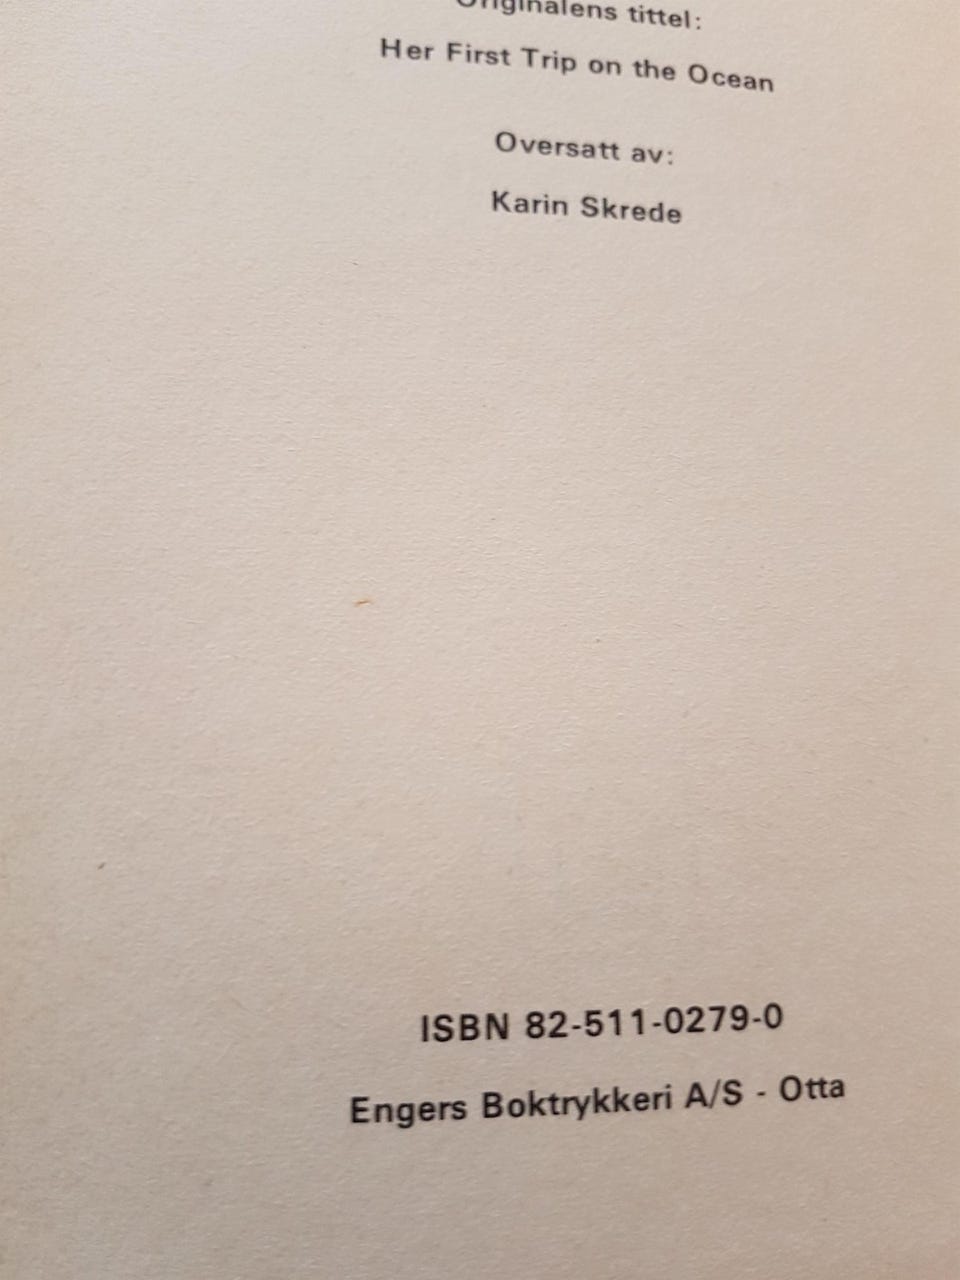 Originalens tittel:
Her First Trip on the Ocean
Oversatt av:
Karin Skrede
ISBN 82-511-0279-0
Engers Boktrykkeri A/S - Otta